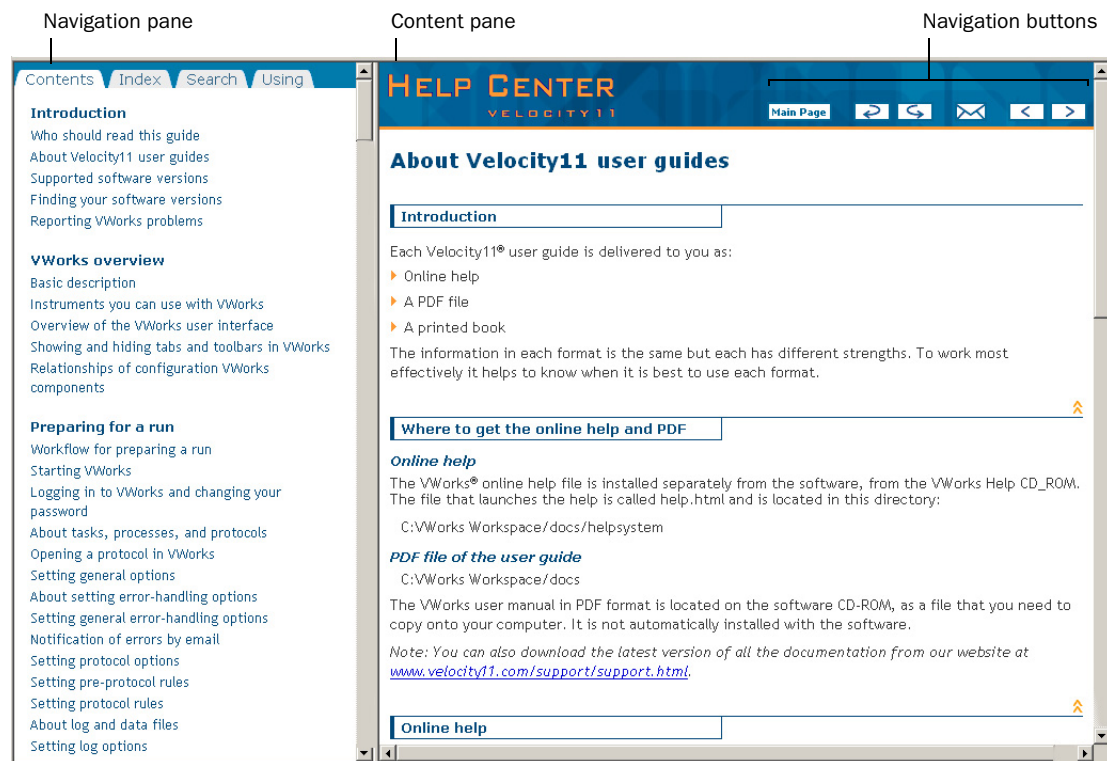 Navigation pane
Content pane
Navigation buttons
Contents
Index
Search
Using
Introduction
Who should read this guide
About Velocity11 user guides
Supported software versions
Finding your software versions
Reporting VWorks problems
VWorks overview
Basic description
Instruments you can use with VWorks
Overview of the VWorks user interface
Showing and hiding tabs and toolbars in VWorks
Relationships of configuration VWorks
components
Preparing for a run
Workflow for preparing a run
Starting VWorks
Logging in to VWorks and changing your
password
About tasks, processes, and protocols
Opening a protocol in VWorks
Setting general options
About setting error-handling options
Setting general error-handling options
Notification of errors by email
Setting protocol options
Setting pre-protocol rules
Setting protocol rules
About log and data files
Setting log options
HELP CENTER
VELOCITY11
Main Page
About Velocity11 user guides
Introduction
Each Velocity11® user guide is delivered to you as:
Online help
A PDF file
A printed book
The information in each format is the same but each has different strengths. To work most
effectively it helps to know when it is best to use each format.
Where to get the online help and PDF
Online help
The VWorks® online help file is installed separately from the software, from the VWorks Help CD_ROM.
The file that launches the help is called help.html and is located in this directory:
C:VWorks Workspace/docs/helpsystem
PDF file of the user guide
C:VWorks Workspace/docs
The VWorks user manual in PDF format is located on the software CD-ROM, as a file that you need to
copy onto your computer. It is not automatically installed with the software.
Note: You can also download the latest version of all the documentation from our website at
www.velocity11.com/support/support.html.
Online help